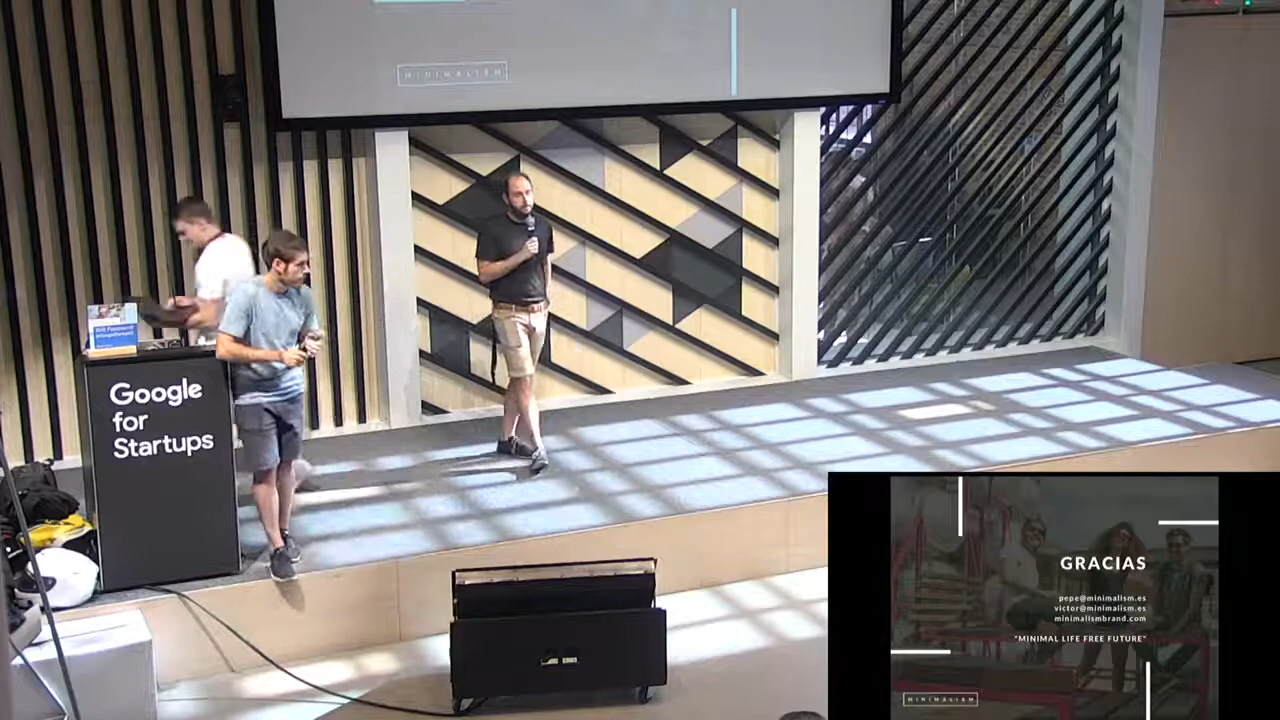 MINIMALISM
Google
for
Startups
GRACIAS
pepe@minimalism.es
victor@minimalism.es
minimalismbrand.com
"MINIMAL LIFE FREE FUTURE"
MINIMALISM